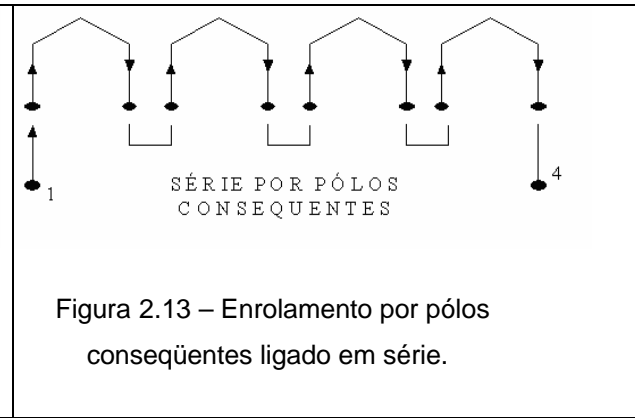 1
4
SÉRIE POR PÓLOS
CONSEQUENTES
Figura 2.13 – Enrolamento por pólos
conseqüentes ligado em série.